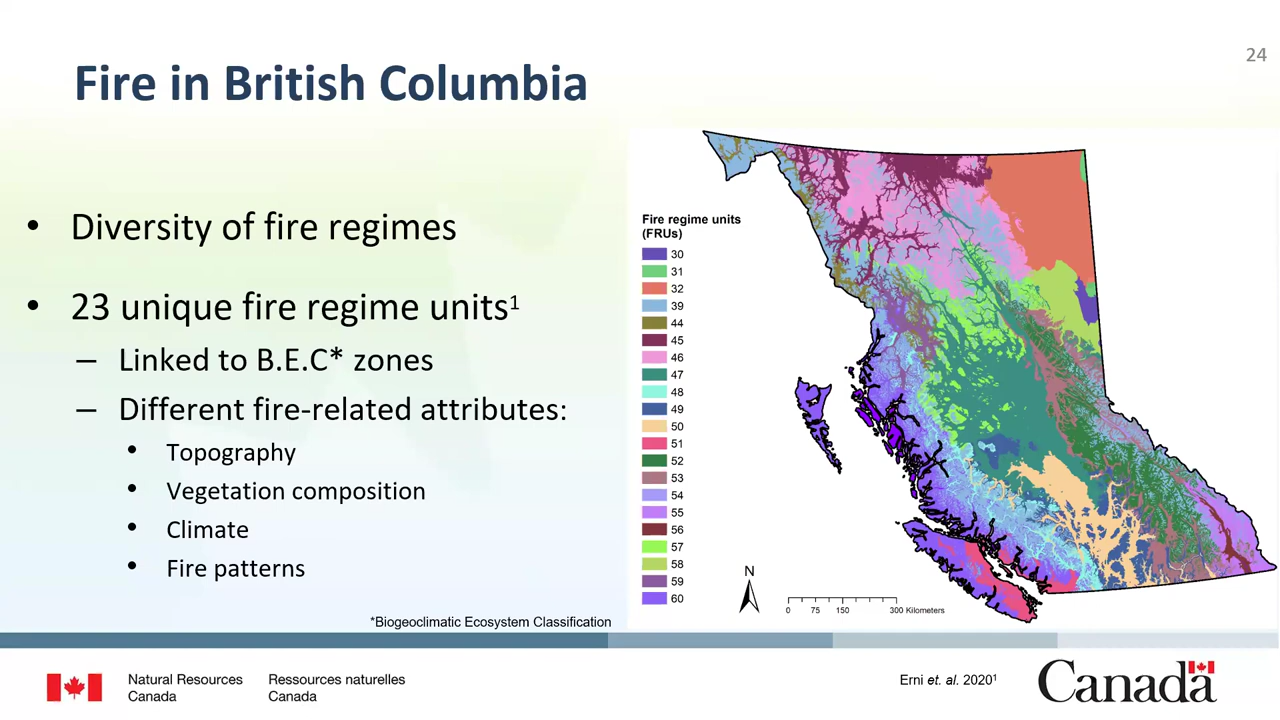 24
Fire in British Columbia
• Diversity of fire regimes
• 23 unique fire regime units¹
– Linked to B.E.C* zones
– Different fire-related attributes:
• Topography
• Vegetation composition
• Climate
• Fire patterns
*Biogeoclimatic Ecosystem Classification
Fire regime units
(FRUs)
30
31
32
39
44
45
46
47
48
49
50
51
52
53
54
55
56
57
58
59
60
N
0 75 150 300 Kilometers
Natural Resources
Canada
Ressources naturelles
Canada
Erni et. al. 2020¹
Canada